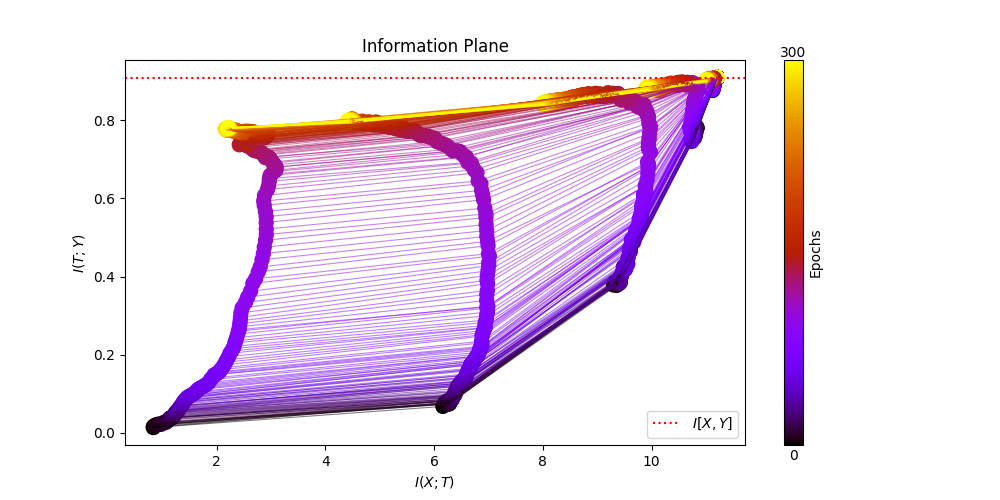 Information Plane
300
0.8
0.6
0.4
0.2
0.0
I(T; Y)
2
4
6
8
10
I(X; T)
I[X, Y]
Epochs
0